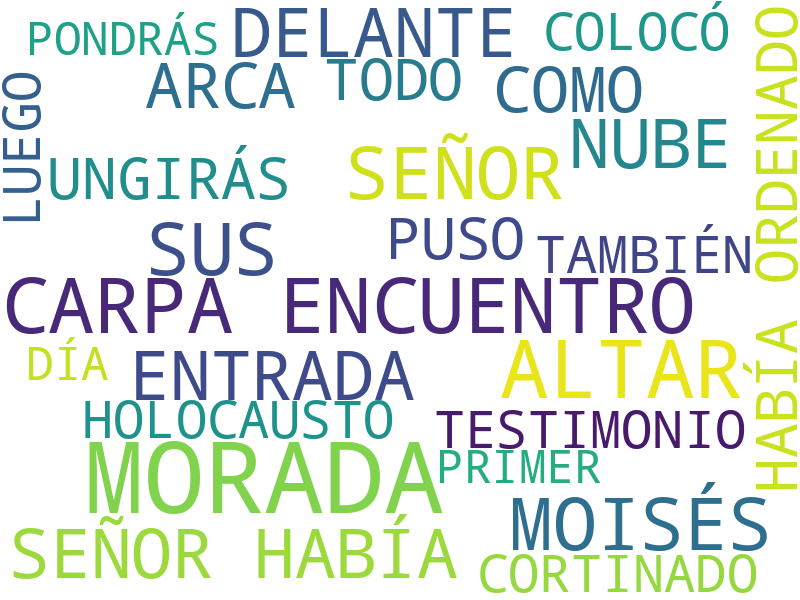 PONDRÁS
DELANTE
COLOCÓ
ARCA
TODO
COMO
LUEGO
NUBE
UNGIRÁS
SEÑOR
HABÍA ORDENADO
SUS
PUSO
TAMBIÉN
CARPA ENCUENTRO
DÍA
ENTRADA
ALTAR
HOLOCAUSTO
TESTIMONIO
MORADA
PRIMER
MOISÉS
SEÑOR HABÍA
CORTINADO